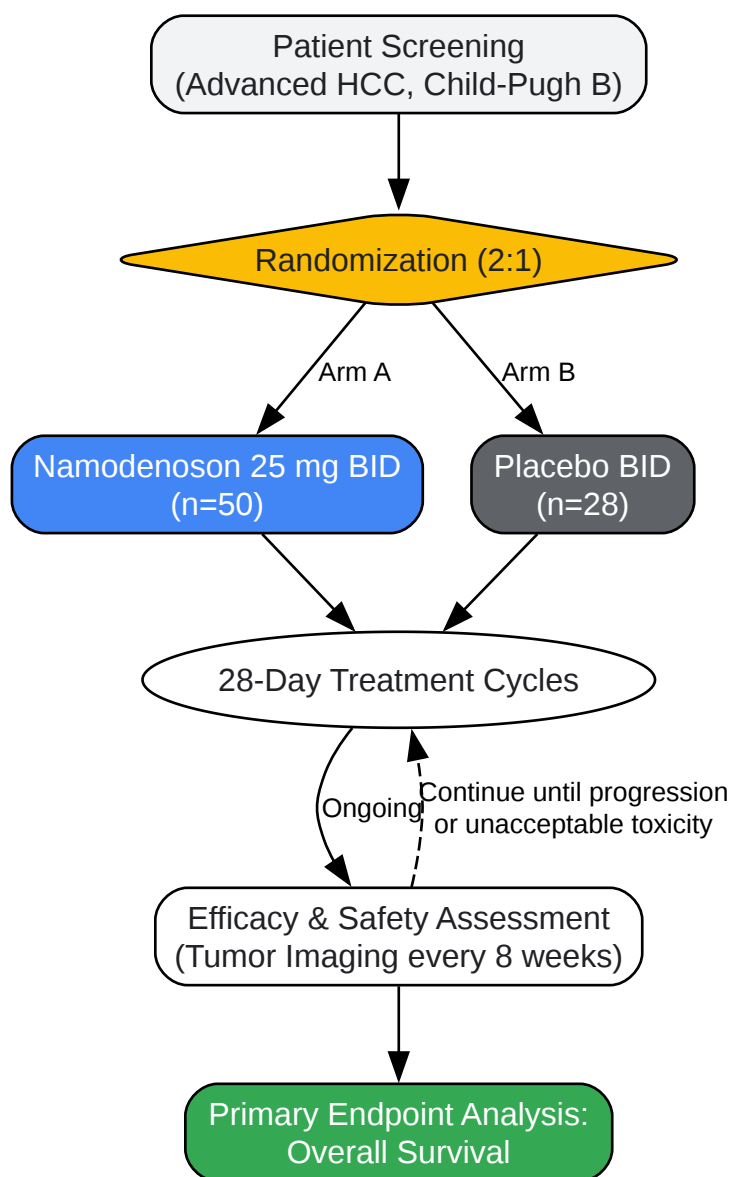 Patient Screening
(Advanced HCC, Child-Pugh B)
Randomization (2:1)
Arm A
Arm B
Namodenoson 25 mg BID
(n=50)
Placebo BID
(n=28)
28-Day Treatment Cycles
Ongoing
Continue until progression
or unacceptable toxicity
Efficacy & Safety Assessment
(Tumor Imaging every 8 weeks)
Primary Endpoint Analysis:
Overall Survival